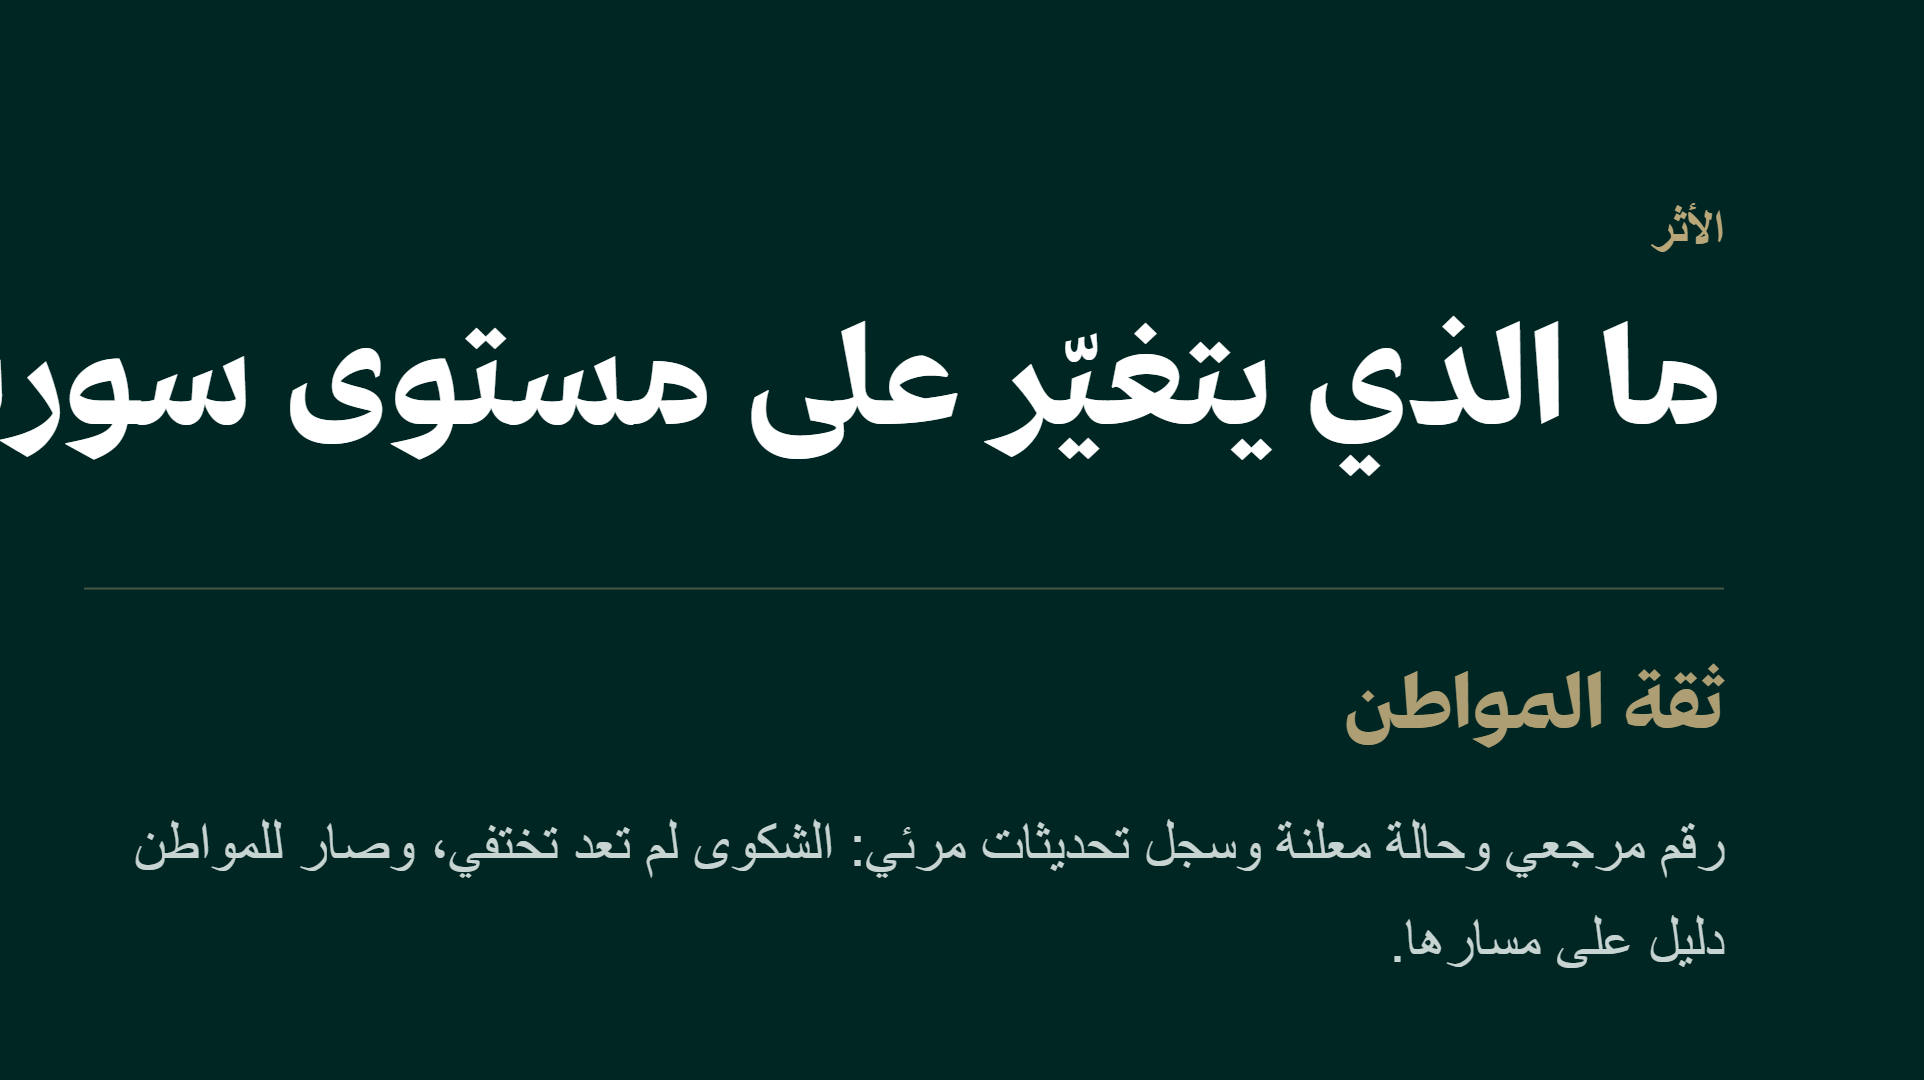 الأثر
ما الذي يتغيّر على مستوى
ثقة المواطن
رقم مرجعي وحالة معلنة وسجل تحديثات مرئي: الشكوى لم تعد تختفي، وصار للمواطن
دليل على مسارها.